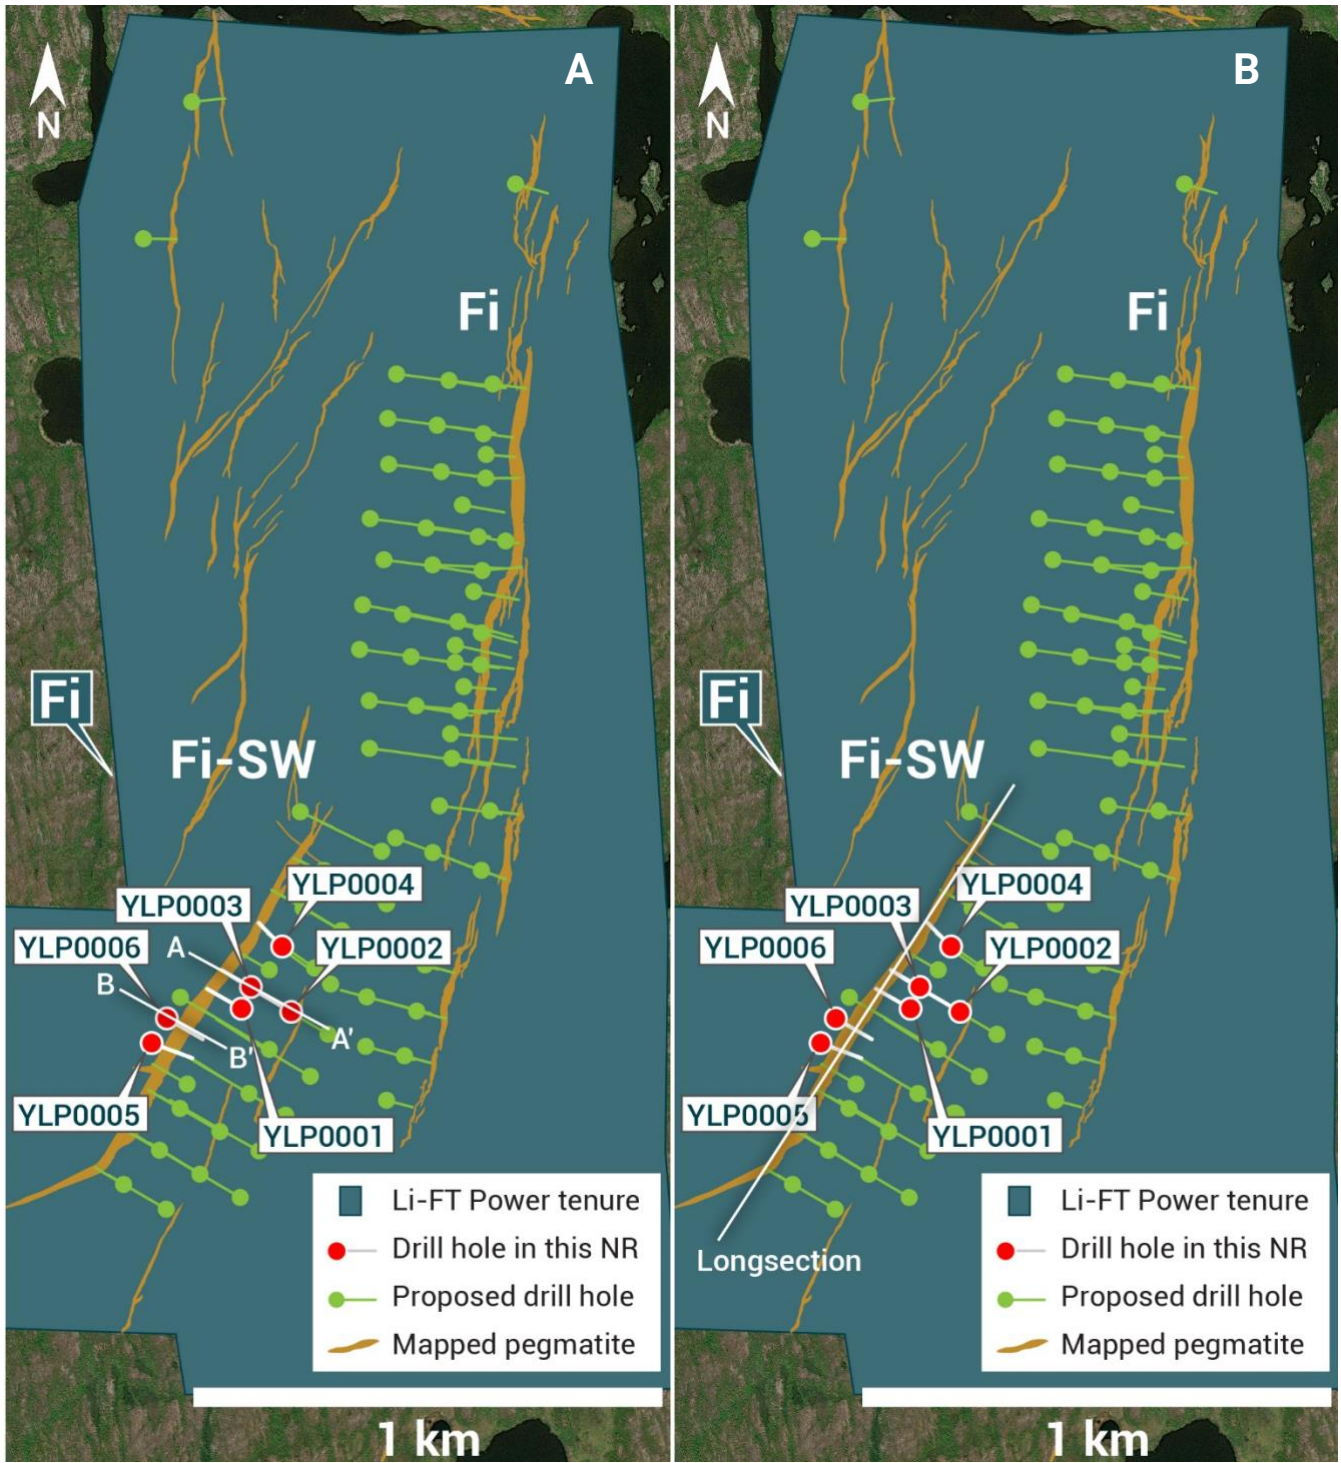 A
N
Fi
Fi
Fi-SW
YLP0004
YLP0003
YLP0006
A
YLP0002
B
A'
B'
YLP0005
YLP0001
Li-FT Power tenure
Drill hole in this NR
Proposed drill hole
Mapped pegmatite
1 km
B
N
Fi
Fi
Fi-SW
YLP0004
YLP0003
YLP0006
YLP0002
YLP0005
YLP0001
Longsection
Li-FT Power tenure
Drill hole in this NR
Proposed drill hole
Mapped pegmatite
1 km